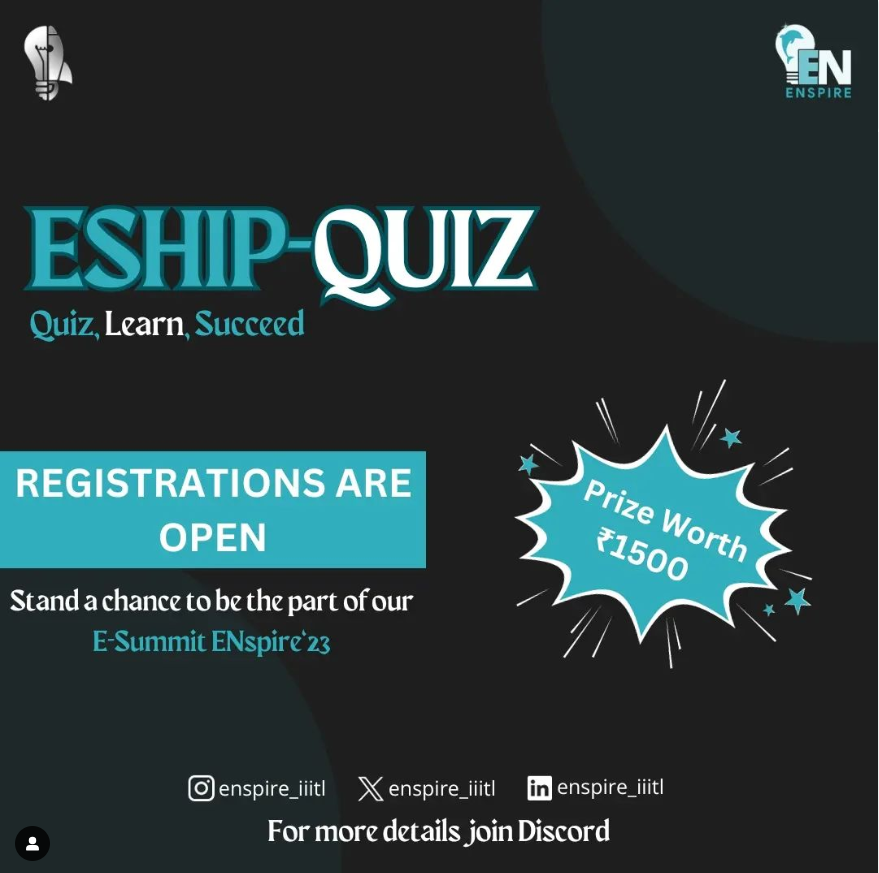 EN
ENSPIRE
ESHIP-QUIZ
Quiz, Learn, Succeed
REGISTRATIONS ARE
OPEN
Stand a chance to be the part of our
E-Summit ENspire‘23
Prize Worth
₹1500
enspire_iiitl enspire_iiitl enspire_iiitl
For more details join Discord